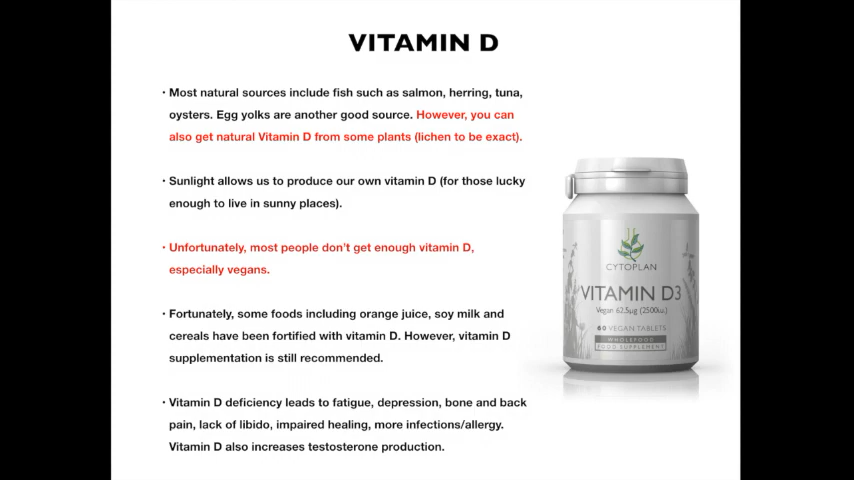 VITAMIN D
• Most natural sources include fish such as salmon, herring, tuna,
oysters. Egg yolks are another good source. However, you can
also get natural Vitamin D from some plants (lichen to be exact).
• Sunlight allows us to produce our own vitamin D (for those lucky
enough to live in sunny places).
• Unfortunately, most people don't get enough vitamin D,
especially vegans.
• Fortunately, some foods including orange juice, soy milk and
cereals have been fortified with vitamin D. However, vitamin D
supplementation is still recommended.
• Vitamin D deficiency leads to fatigue, depression, bone and back
pain, lack of libido, impaired healing, more infections/allergy.
Vitamin D also increases testosterone production.
CYTOPLAN
VITAMIN D3
Vegan 62.5μg (2500i.u.)
60 VEGAN TABLETS
WHOLEFOOD
FOOD SUPPLEMENT